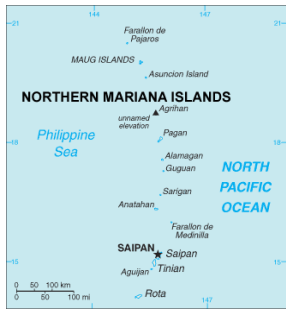 144
147
21
21
Farallon de
Pajaros
MAUG ISLANDS
Asuncion Island
NORTHERN MARIANA ISLANDS
Agrihan
unnamed
elevation
Philippine
Sea
Pagan
18
18
Alamagan
Guguan
NORTH
PACIFIC
OCEAN
Sarigan
Anatahan
Farallon de
Medinilla
SAIPAN
Saipan
15
15
Aguijan
Tinian
0 50 100 km
0 50 100 mi
Rota
147